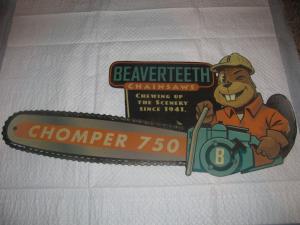 BEAVERTEETH
CHAINSAWS
CHEWING UP
THE SCENERY
SINCE 1941.
CHOMPER 750
B
B